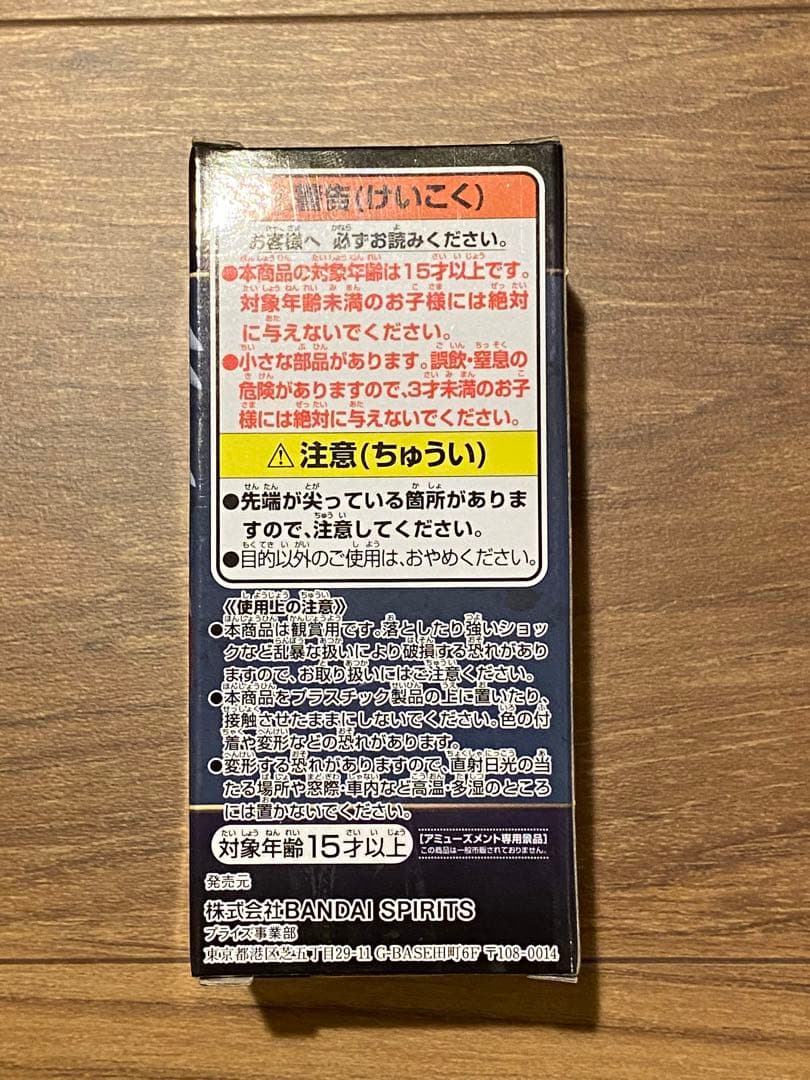 警告(けいこく)
お客様へ 必ずお読みください。
●本商品の対象年齢は15才以上です。
対象年齢未満のお子様には絶対
に与えないでください。
●小さな部品があります。誤飲・窒息の
危険がありますので、3才未満のお子
様には絶対に与えないでください。
⚠注意(ちゅうい)
●先端が尖っている箇所がありま
すので、注意してください。
●目的以外のご使用は、おやめください。
《使用上の注意》
●本商品は観賞用です。落としたり強いショッ
クなど乱暴な扱いにより破損する恐れがあり
ますので、お取り扱いにはご注意ください。
●本商品をプラスチック製品の上に置いたり、
接触させたままにしないでください。色の付
着や変形などの恐れがあります。
●変形する恐れがありますので、直射日光の当
たる場所や窓際・車内など高温・多湿のところ
には置かないでください。
対象年齢15才以上
[アミューズメント専用景品]
この商品は一般市販されておりません。
発売元
株式会社BANDAI SPIRITS
プライズ事業部
東京都港区芝五丁目29-11 G-BASE田町6F 〒108-0014